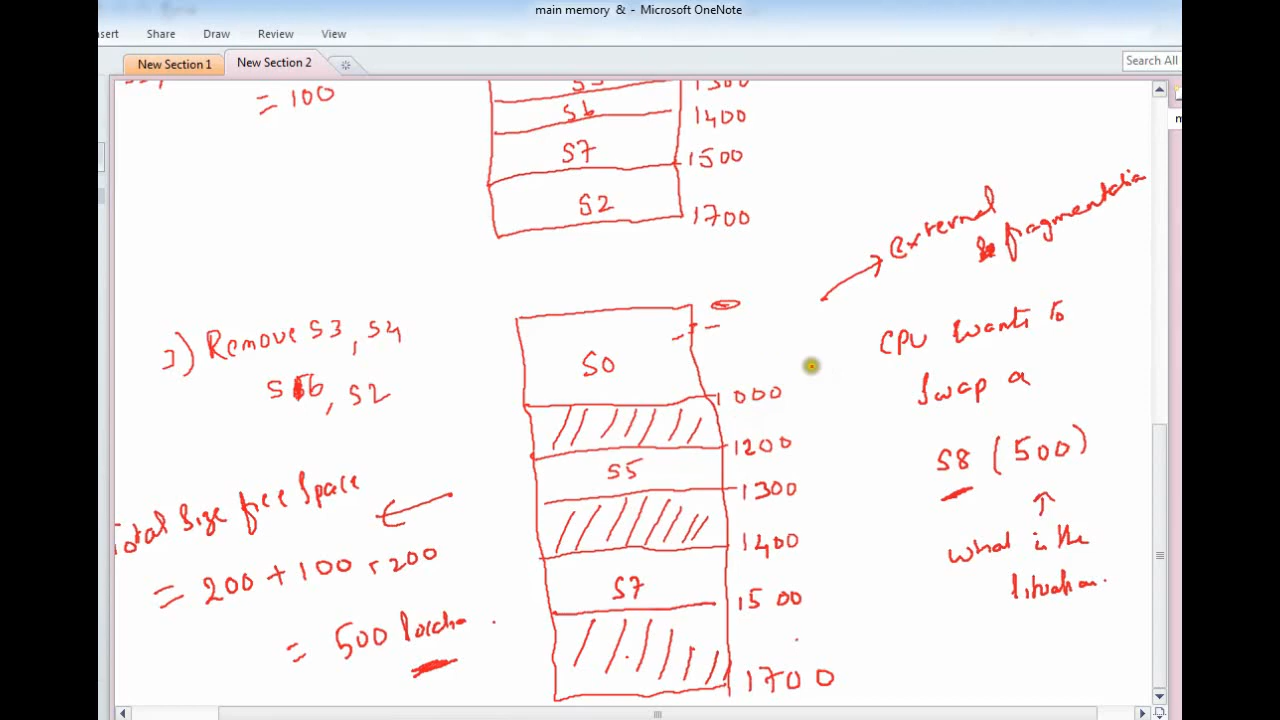 main memory & - Microsoft OneNote
nsert Share Draw Review View
New Section 1 New Section 2
Search All
= 100
1300
S6 1400
S7 1500
S2 1700
external
fragmentation
2) Remove S3, S4
S6, S2
S0
1000
1200
S5
1300
1400
S7
1500
1700
CPU wants to
swap a
S8 (500)
what is the
situation.
Total size free space
= 200 + 100 + 200
= 500